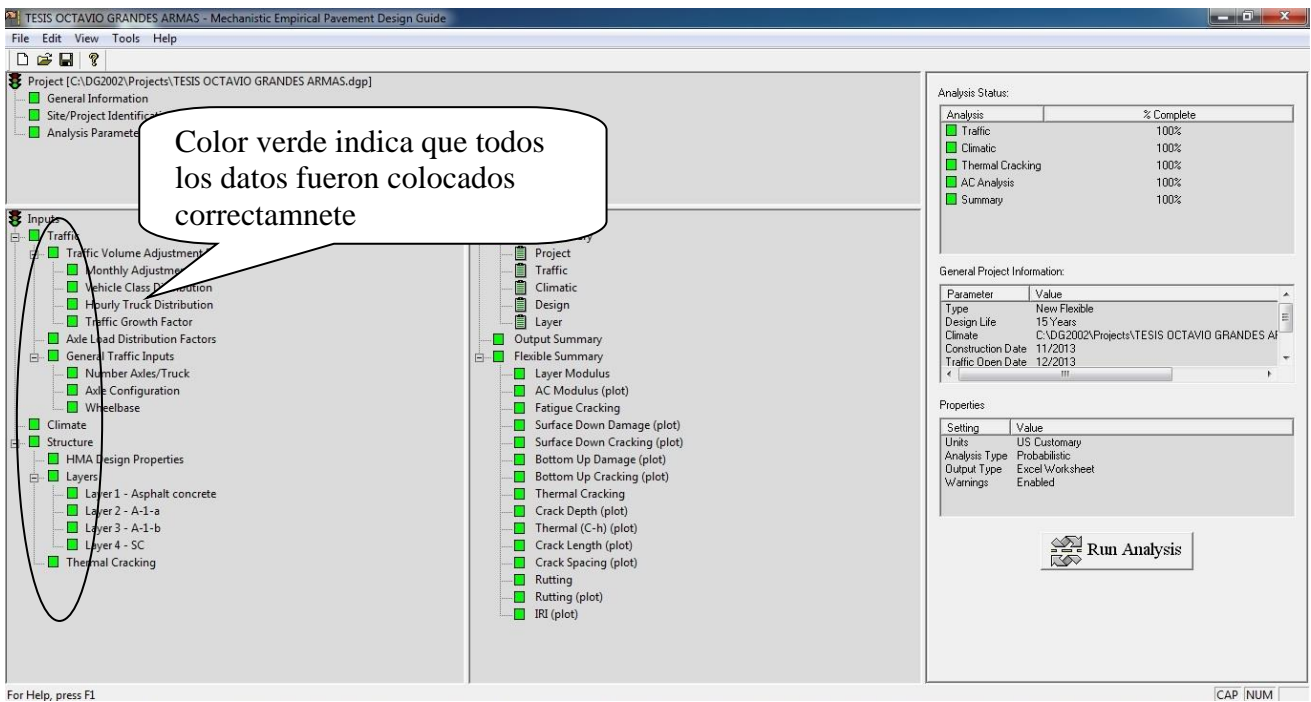 TESIS OCTAVIO GRANDES ARMAS - Mechanistic Empirical Pavement Design Guide
File Edit View Tools Help
Project [C:\DG2002\Projects\TESIS OCTAVIO GRANDES ARMAS.dgp]
General Information
Site/Project
Analysis
Color verde indica que todos
los datos fueron colocados
correctamnete
Inputs
Traffic
Traffic Volume Adjustment
Monthly
Vehicle Class Distribution
Hourly Truck Distribution
Traffic Growth Factor
Axle Load Distribution Factors
General Traffic Inputs
Number Axles/Truck
Axle Configuration
Wheelbase
Climate
Structure
HMA Design Properties
Layers
Layer 1 - Asphalt concrete
Layer 2 - A-1-a
Layer 3 - A-1-b
Layer 4 - SC
Thermal Cracking
Project
Traffic
Climatic
Design
Layer
Output Summary
Flexible Summary
Layer Modulus
AC Modulus (plot)
Fatigue Cracking
Surface Down Damage (plot)
Surface Down Cracking (plot)
Bottom Up Damage (plot)
Bottom Up Cracking (plot)
Thermal Cracking
Crack Depth (plot)
Thermal (C-h) (plot)
Crack Length (plot)
Crack Spacing (plot)
Rutting
Rutting (plot)
IRI (plot)
Analysis Status:
Analysis % Complete
Traffic 100%
Climatic 100%
Thermal Cracking 100%
AC Analysis 100%
Summary 100%
General Project Information:
Parameter Value
Type New Flexible
Design Life 15 Years
Climate C:\DG2002\Projects\TESIS OCTAVIO GRANDES
Construction Date 11/2013
Traffic Open Date 12/2013
Properties
Setting Value
Units US Customary
Analysis Type Probabilistic
Output Type Excel Worksheet
Warnings Enabled
Run Analysis
For Help, press F1
CAP NUM